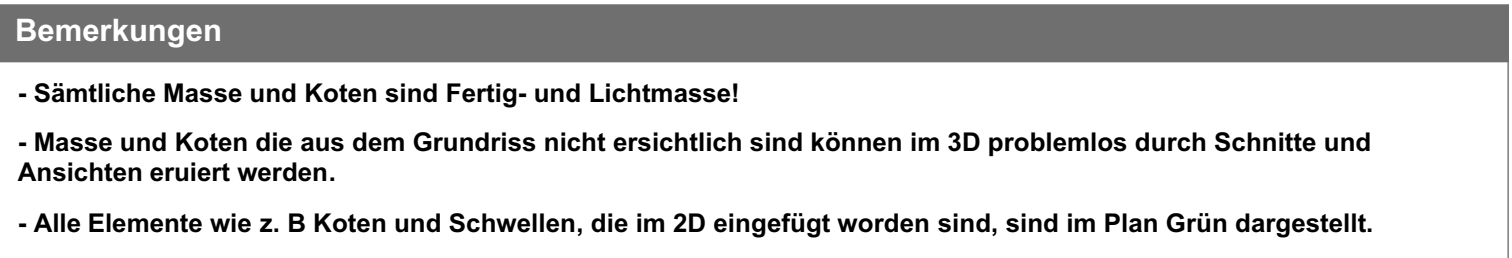 Bemerkungen
- Sämtliche Masse und Koten sind Fertig- und Lichtmasse!
- Masse und Koten die aus dem Grundriss nicht ersichtlich sind können im 3D problemlos durch Schnitte und
Ansichten eruiert werden.
- Alle Elemente wie z. B Koten und Schwellen, die im 2D eingefügt worden sind, sind im Plan Grün dargestellt.